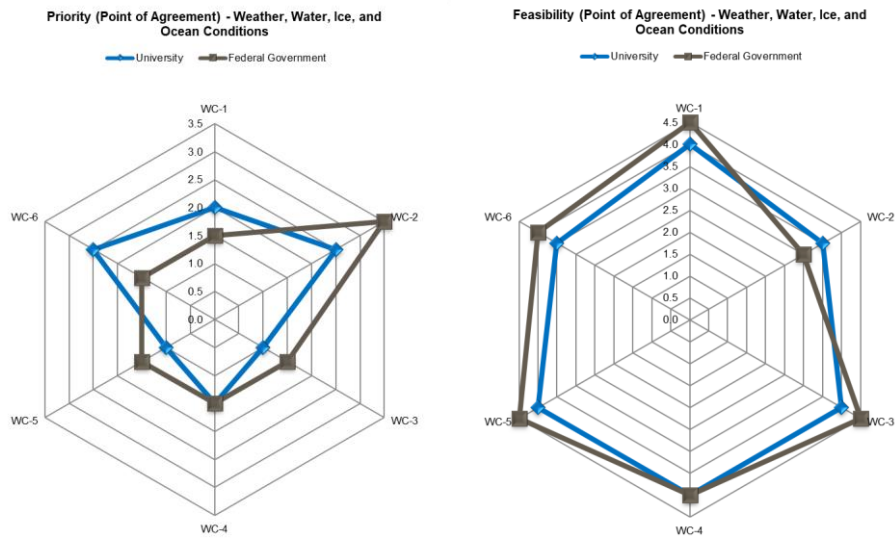 Priority (Point of Agreement) - Weather, Water, Ice, and
Ocean Conditions
University
Federal Government
WC-1
3.5
3.0
2.5
2.0
1.5
1.0
0.5
0.0
WC-2
WC-3
WC-4
WC-5
WC-6
Feasibility (Point of Agreement) - Weather, Water, Ice, and
Ocean Conditions
University
Federal Government
WC-1
4.5
4.0
3.5
3.0
2.5
2.0
1.5
1.0
0.5
0.0
WC-2
WC-3
WC-4
WC-5
WC-6